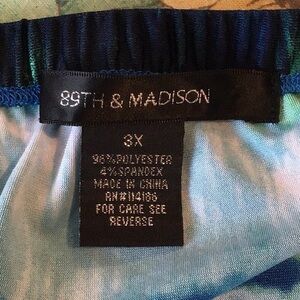 89TH & MADISON
3X
96% POLYESTER
4% SPANDEX
MADE IN CHINA
RN#114186
FOR CARE SEE
REVERSE